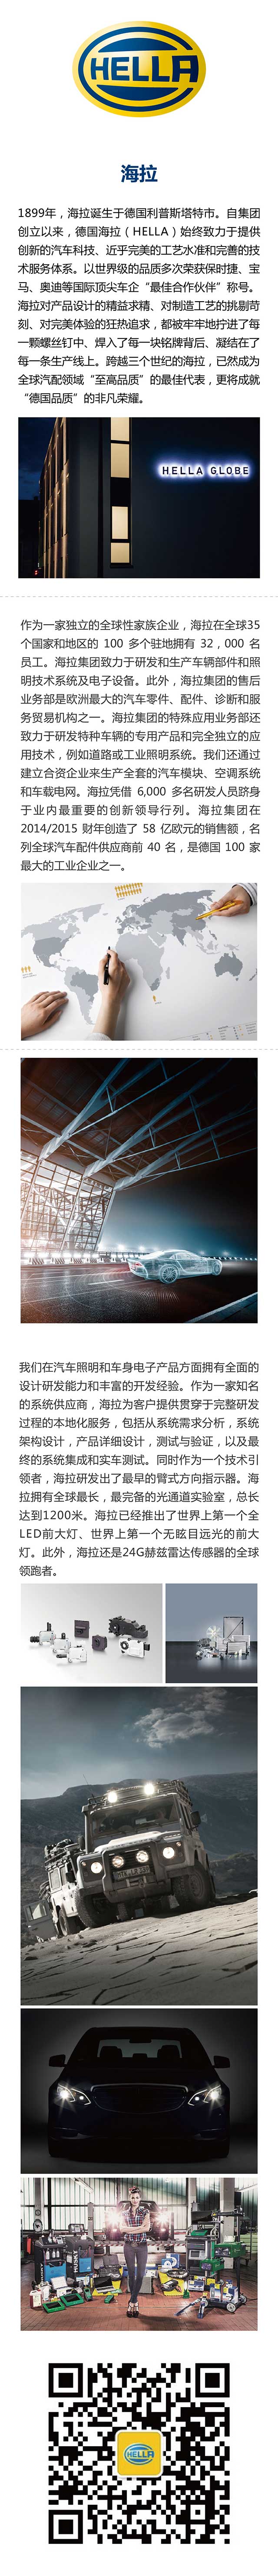 HELLA
海拉
1899年，海拉诞生于德国利普斯塔特市。自集团
创立以来，德国海拉（HELLA）始终致力于提供
创新的汽车科技、近乎完美的工艺水准和完善的技
术服务体系。以世界级的品质多次荣获保时捷、宝
马、奥迪等国际顶尖车企“最佳合作伙伴”称号。
海拉对产品设计的精益求精、对制造工艺的挑剔苛
刻、对完美体验的狂热追求，都被牢牢地拧进了每
一颗螺丝钉中、焊入了每一块铭牌背后、凝结在了
每一条生产线上。跨越三个世纪的海拉，已然成为
全球汽配领域“至高品质”的最佳代表，更将成就
“德国品质”的非凡荣耀。
HELLA GLOBE
作为一家独立的全球性家族企业，海拉在全球35
个国家和地区的 100 多个驻地拥有 32，000 名
员工。海拉集团致力于研发和生产车辆部件和照
明技术系统及电子设备。此外，海拉集团的售后
业务部是欧洲最大的汽车零件、配件、诊断和服
务贸易机构之一。海拉集团的特殊应用业务部还
致力于研发特种车辆的专用产品和完全独立的应
用技术，例如道路或工业照明系统。我们还通过
建立合资企业来生产全套的汽车模块、空调系统
和车载电网。海拉凭借 6,000 多名研发人员跻身
于业内最重要的创新领导行列。海拉集团在
2014/2015 财年创造了 58 亿欧元的销售额，名
列全球汽车配件供应商前 40 名，是德国 100 家
最大的工业企业之一。
我们在汽车照明和车身电子产品方面拥有全面的
设计研发能力和丰富的开发经验。作为一家知名
的系统供应商，海拉为客户提供贯穿于完整研发
过程的本地化服务，包括从系统需求分析，系统
架构设计，产品详细设计，测试与验证，以及最
终的系统集成和实车测试。同时作为一个技术引
领者，海拉研发出了最早的臂式方向指示器。海
拉拥有全球最长，最完备的光通道实验室，总长
达到1200米。海拉已经推出了世界上第一个全
LED前大灯、世界上第一个无眩目远光的前大
灯。此外，海拉还是24G赫兹雷达传感器的全球
领跑者。
HELLA